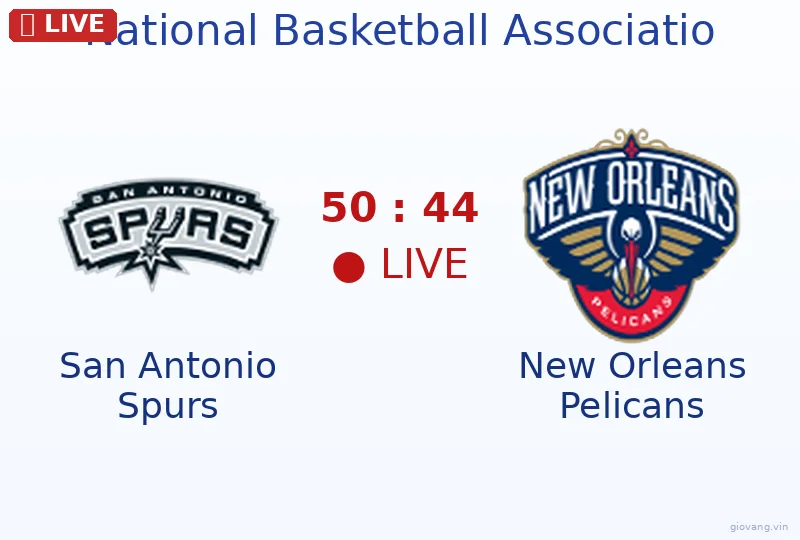 LIVE
National Basketball Associatio
SAN ANTONIO
SPURS
50 : 44
● LIVE
NEW ORLEANS
PELICANS
San Antonio
Spurs
New Orleans
Pelicans
giovang.vin